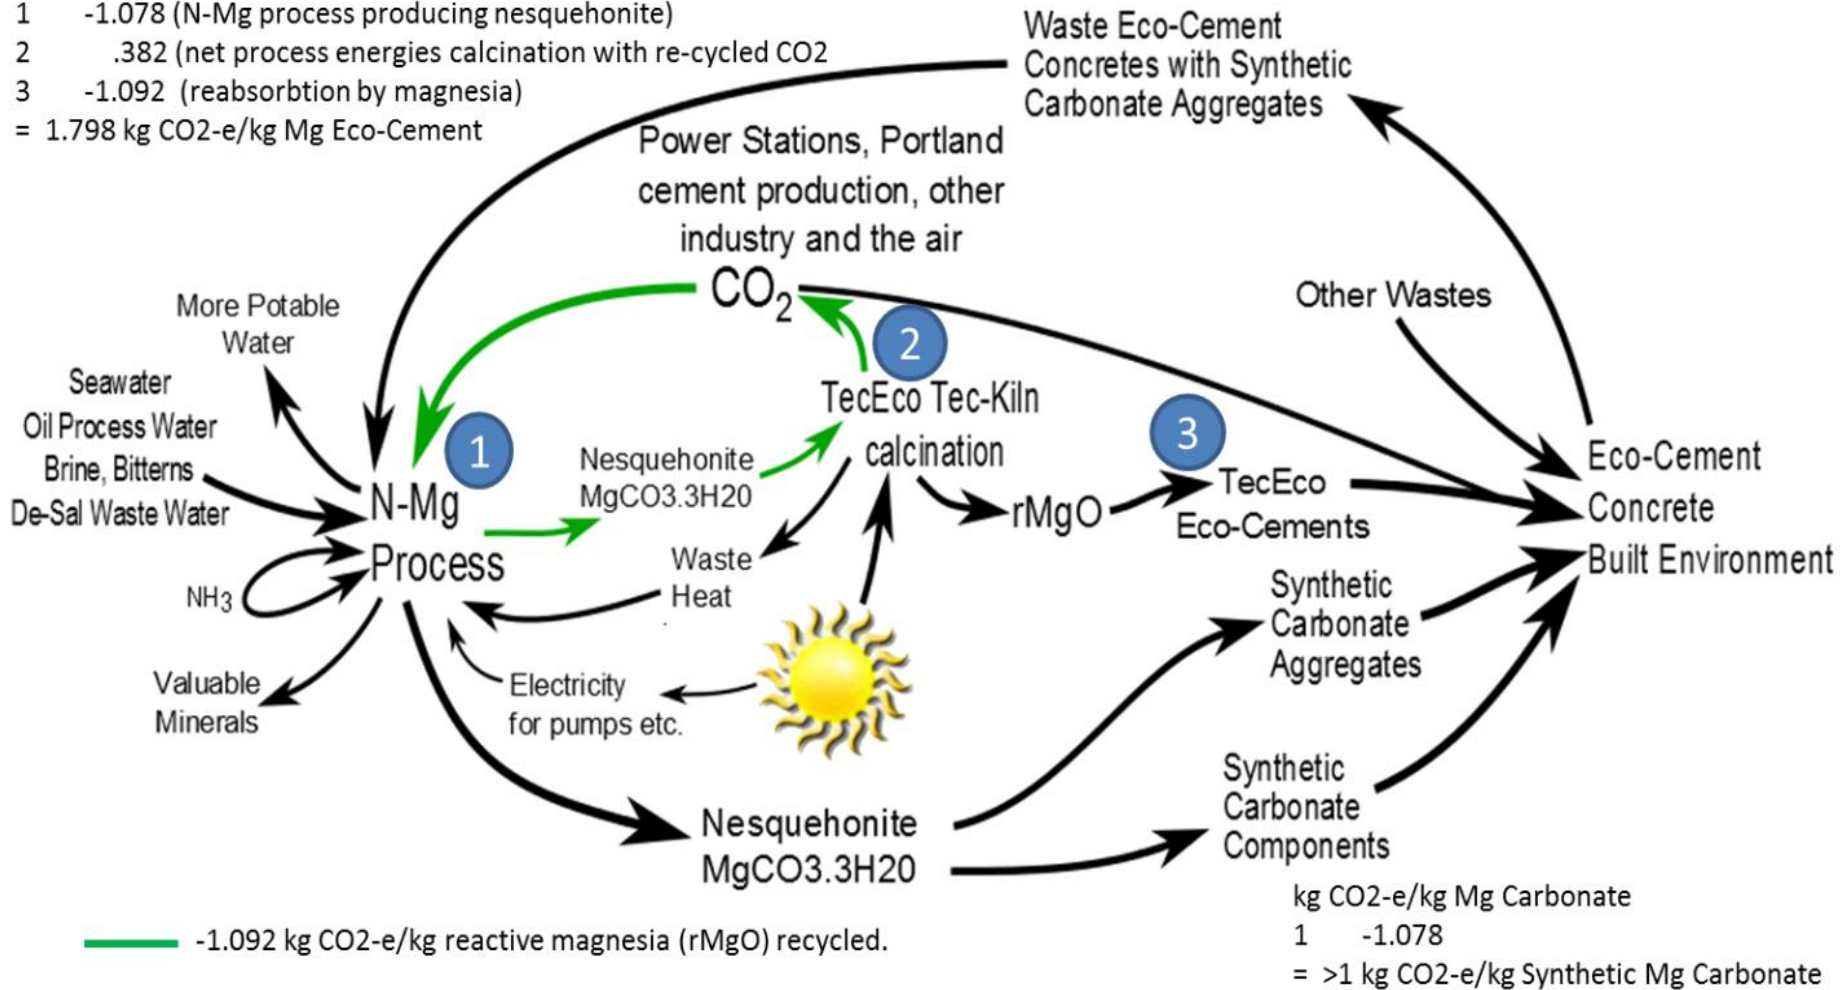 1 -1.078 (N-Mg process producing nesquehonite)
2 .382 (net process energies calcination with re-cycled CO2
3 -1.092 (reabsorbtion by magnesia)
= 1.798 kg CO2-e/kg Mg Eco-Cement
Waste Eco-Cement
Concretes with Synthetic
Carbonate Aggregates
Power Stations, Portland
cement production, other
industry and the air
CO2
More Potable
Water
Seawater
Oil Process Water
Brine, Bitterns
De-Sal Waste Water
N-Mg
Process
1
NH3
Valuable
Minerals
Nesquehonite
MgCO3.3H20
2
TecEco Tec-Kiln
calcination
Waste
Heat
Electricity
for pumps etc.
rMgO
3
TecEco
Eco-Cements
Other Wastes
Eco-Cement
Concrete
Built Environment
Synthetic
Carbonate
Aggregates
Synthetic
Carbonate
Components
Nesquehonite
MgCO3.3H20
-1.092 kg CO2-e/kg reactive magnesia (rMgO) recycled.
kg CO2-e/kg Mg Carbonate
1 -1.078
= >1 kg CO2-e/kg Synthetic Mg Carbonate